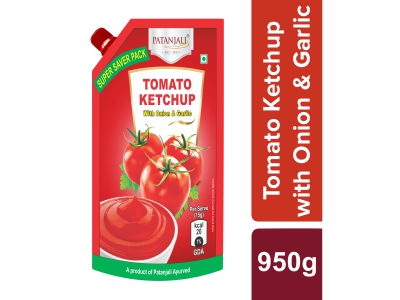 SUPER SAVER PACK
PATANJALI®
TOMATO
KETCHUP
With Onion & Garlic
Per Serve
(15g)
kcal
20
1%
GDA
A product of Patanjali Ayurved
Tomato Ketchup
with Onion & Garlic
950g